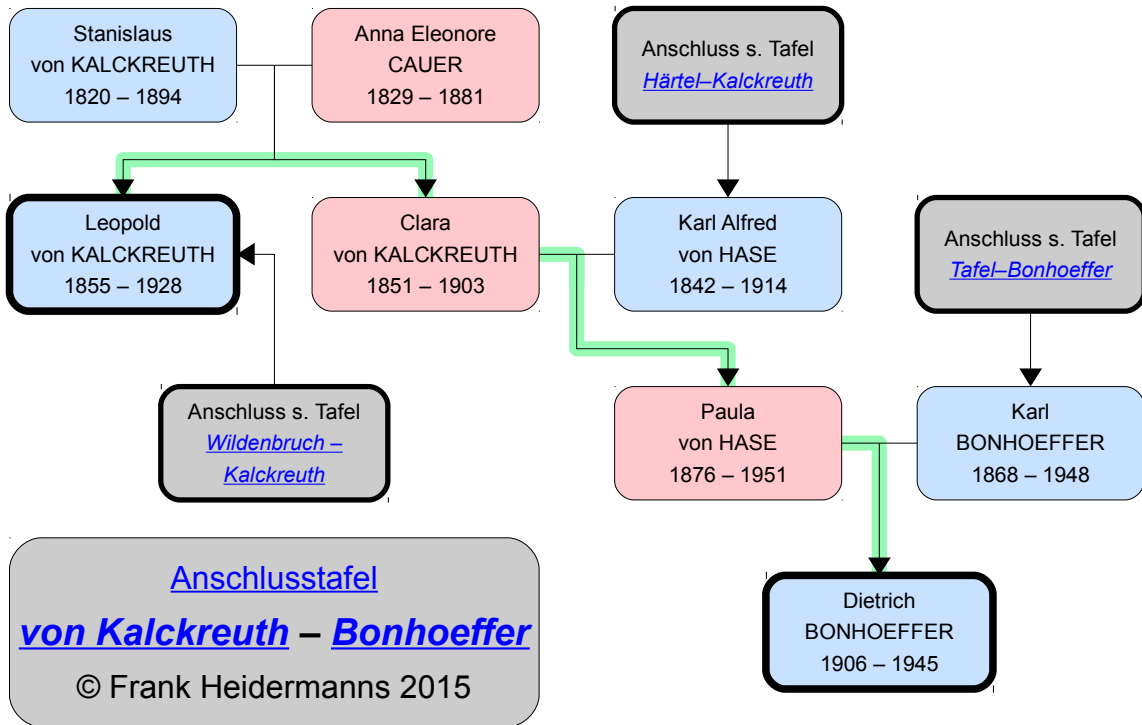 Stanislaus
von KALCKREUTH
1820 – 1894
Anna Eleonore
CAUER
1829 – 1881
Anschluss s. Tafel
Härtel–Kalckreuth
Leopold
von KALCKREUTH
1855 – 1928
Clara
von KALCKREUTH
1851 – 1903
Karl Alfred
von HASE
1842 – 1914
Anschluss s. Tafel
Tafel–Bonhoeffer
Anschluss s. Tafel
Wildenbruch –
Kalckreuth
Paula
von HASE
1876 – 1951
Karl
BONHOEFFER
1868 – 1948
Anschlusstafel
von Kalckreuth – Bonhoeffer
© Frank Heidermanns 2015
Dietrich
BONHOEFFER
1906 – 1945